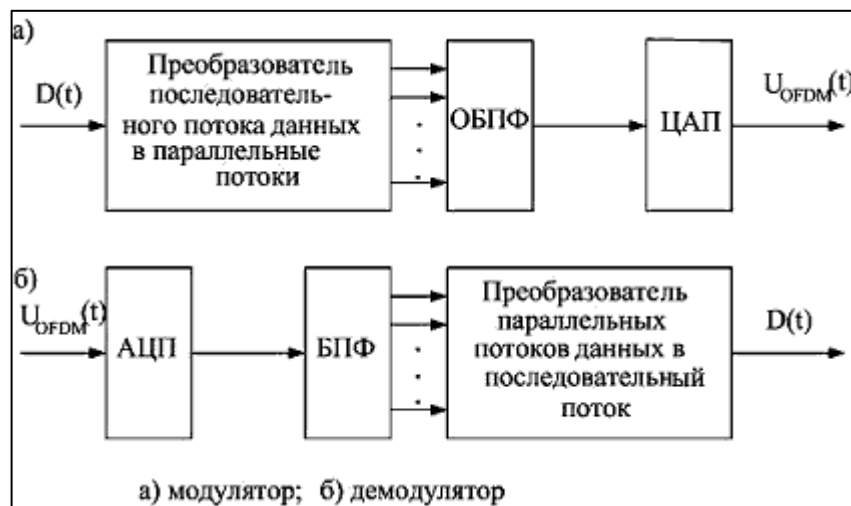 а)
D(t)
Преобразователь
последователь-
ного потока данных
в параллельные
потоки
ОБПФ
ЦАП
U_OFDM(t)
б)
U_OFDM(t)
АЦП
БПФ
Преобразователь
параллельных
потоков данных в
последовательный
поток
D(t)
а) модулятор; б) демодулятор